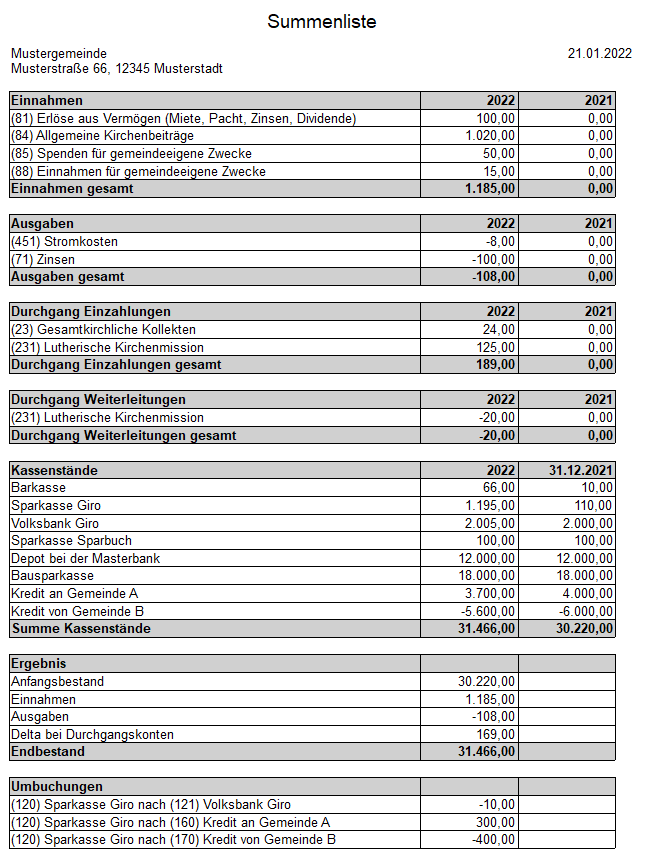 Summenliste
Mustergemeinde 21.01.2022
Musterstraße 66, 12345 Musterstadt
Einnahmen 2022 2021
(81) Erlöse aus Vermögen (Miete, Pacht, Zinsen, Dividende) 100,00 0,00
(84) Allgemeine Kirchenbeiträge 1.020,00 0,00
(85) Spenden für gemeindeeigene Zwecke 50,00 0,00
(88) Einnahmen für gemeindeeigene Zwecke 15,00 0,00
Einnahmen gesamt 1.185,00 0,00
Ausgaben 2022 2021
(451) Stromkosten -8,00 0,00
(71) Zinsen -100,00 0,00
Ausgaben gesamt -108,00 0,00
Durchgang Einzahlungen 2022 2021
(23) Gesamtkirchliche Kollekten 24,00 0,00
(231) Lutherische Kirchenmission 125,00 0,00
Durchgang Einzahlungen gesamt 189,00 0,00
Durchgang Weiterleitungen 2022 2021
(231) Lutherische Kirchenmission -20,00 0,00
Durchgang Weiterleitungen gesamt -20,00 0,00
Kassenstände 2022 31.12.2021
Barkasse 66,00 10,00
Sparkasse Giro 1.195,00 110,00
Volksbank Giro 2.005,00 2.000,00
Sparkasse Sparbuch 100,00 100,00
Depot bei der Masterbank 12.000,00 12.000,00
Bausparkasse 18.000,00 18.000,00
Kredit an Gemeinde A 3.700,00 4.000,00
Kredit von Gemeinde B -5.600,00 -6.000,00
Summe Kassenstände 31.466,00 30.220,00
Ergebnis
Anfangsbestand 30.220,00
Einnahmen 1.185,00
Ausgaben -108,00
Delta bei Durchgangskonten 169,00
Endbestand 31.466,00
Umbuchungen
(120) Sparkasse Giro nach (121) Volksbank Giro -10,00
(120) Sparkasse Giro nach (160) Kredit an Gemeinde A 300,00
(120) Sparkasse Giro nach (170) Kredit von Gemeinde B -400,00